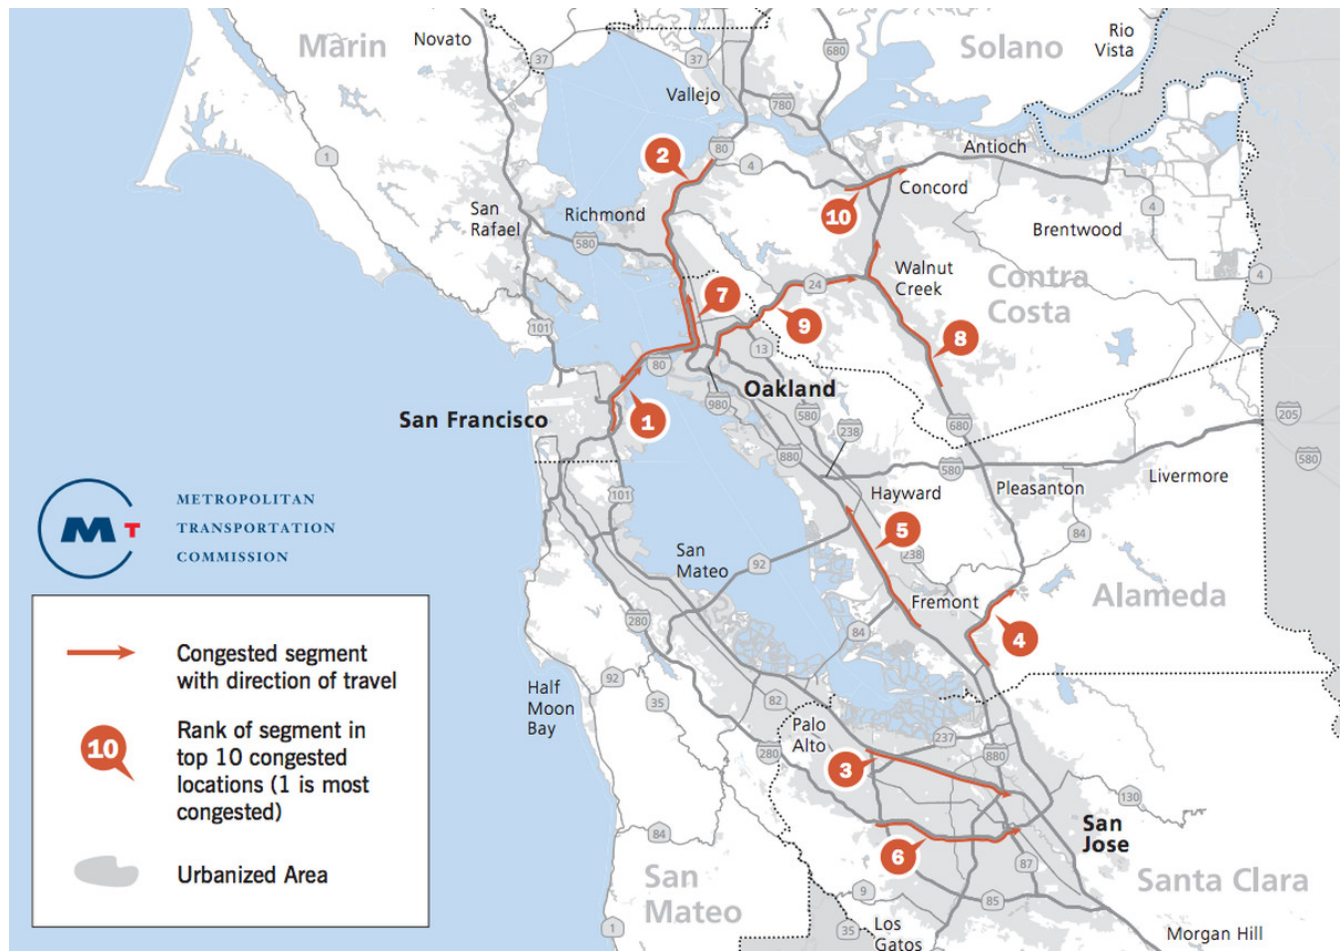 Marin
Novato
37
37
680
Solano
Rio
Vista
Vallejo
780
1
80
2
4
Antioch
Concord
10
San
Rafael
Richmond
580
Brentwood
4
4
Walnut
Creek
Contra
Costa
24
7
9
8
101
80
13
Oakland
980
San Francisco
1
580
238
680
205
580
880
580
Hayward
Pleasanton
Livermore
101
5
84
238
San
Mateo
92
Fremont
Alameda
4
84
280
METROPOLITAN
TRANSPORTATION
COMMISSION
M T
Congested segment
with direction of travel
10
Rank of segment in
top 10 congested
locations (1 is most
congested)
Urbanized Area
92
35
Half
Moon
Bay
82
Palo
Alto
280
237
880
3
130
San
Jose
6
87
84
San
Mateo
9
85
Santa Clara
35
Los
Gatos
1
Morgan Hill